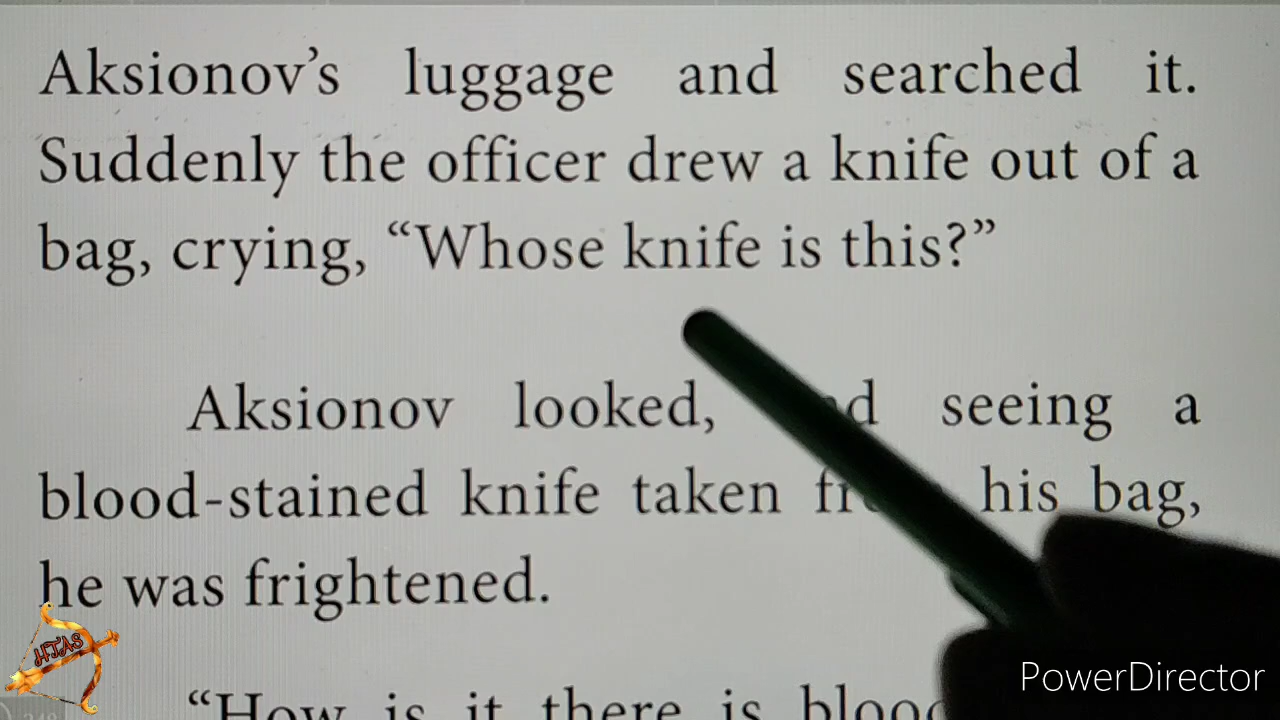 Aksionov’s luggage and searched it.
Suddenly the officer drew a knife out of a
bag, crying, “Whose knife is this?”
Aksionov looked, seeing a
blood-stained knife taken his bag,
he was frightened.
“How is it there is
HTAS
PowerDirector